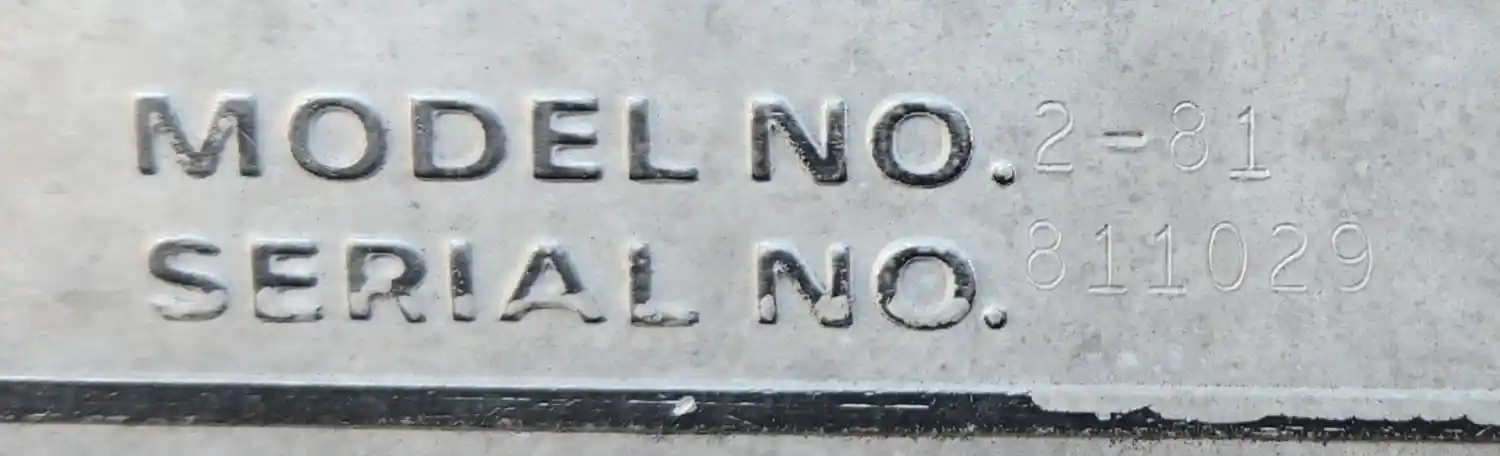 MODEL NO. 2-81
SERIAL NO. 811029